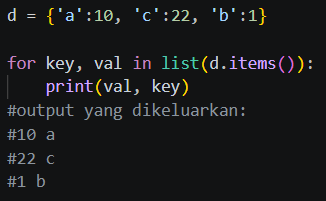 d = {'a':10, 'c':22, 'b':1}
for key, val in list(d.items()):
    print(val, key)
#output yang dikeluarkan:
#10 a
#22 c
#1 b